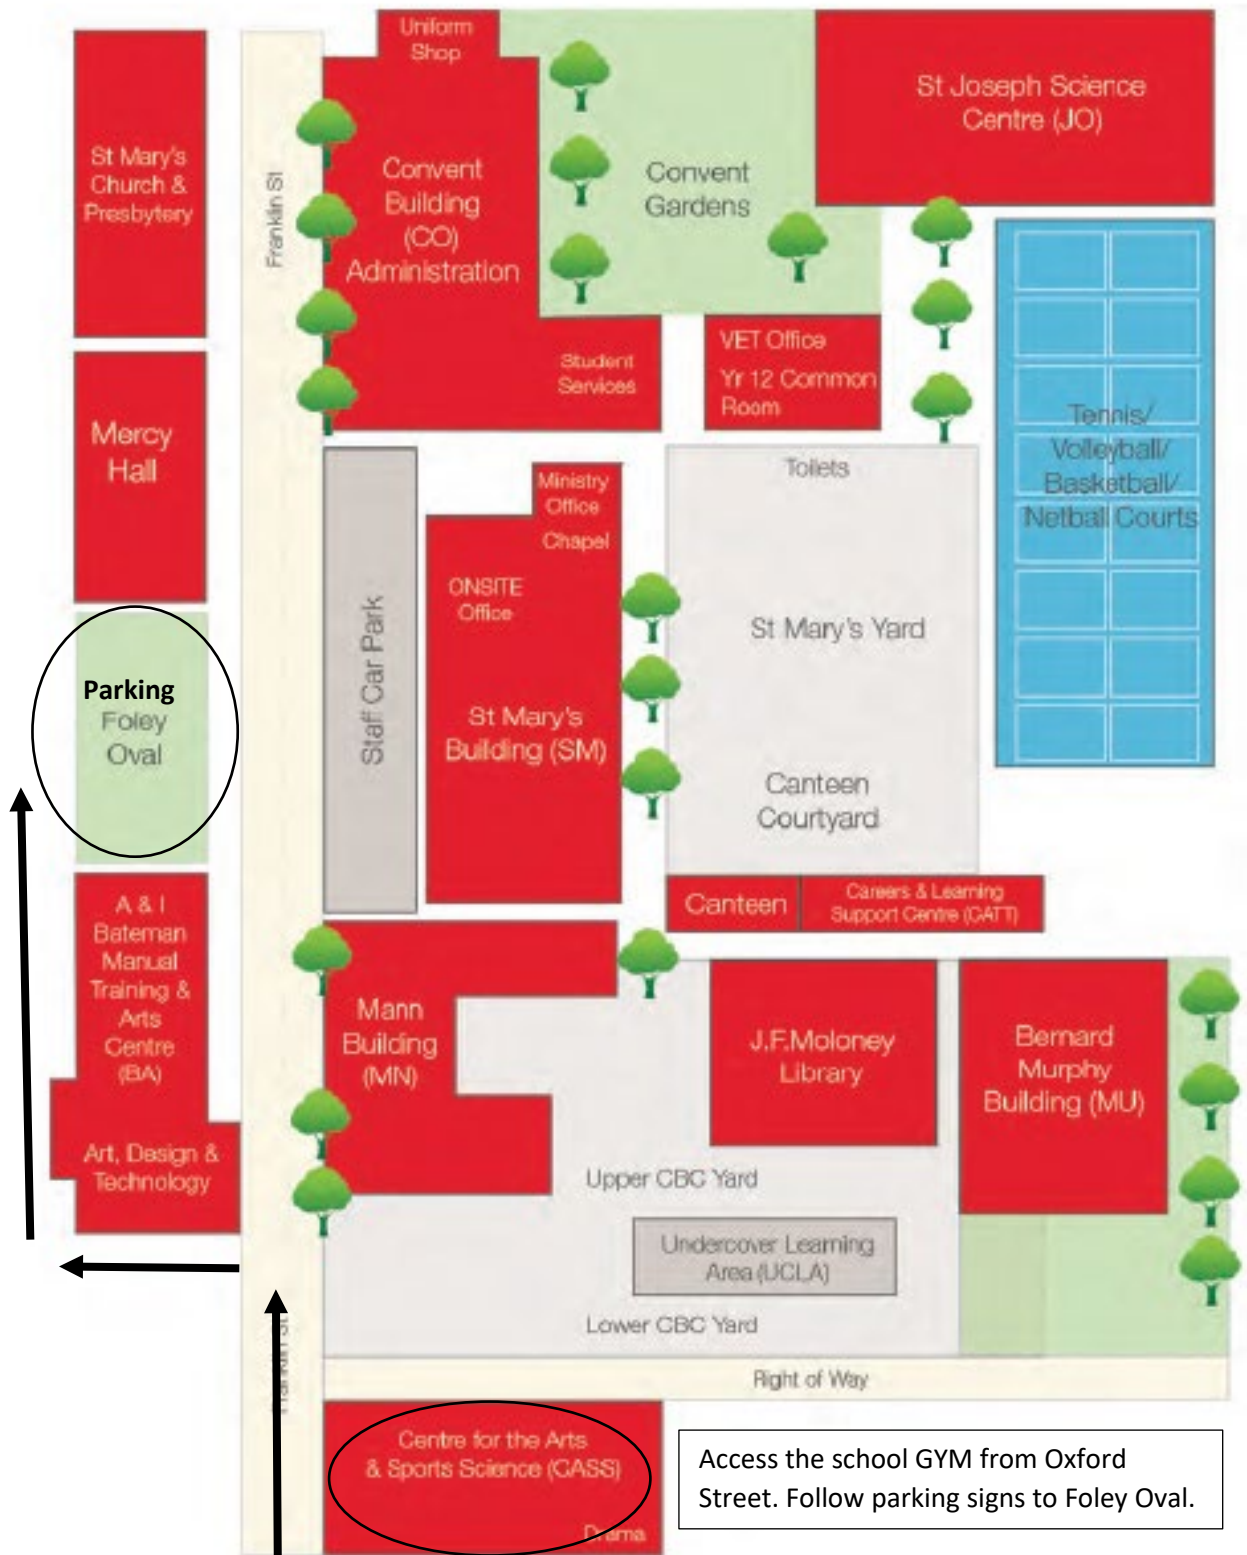 Uniform
Shop
St Joseph Science
Centre (JO)
St Mary's
Church &
Presbytery
Franklin St
Convent
Building
(CO)
Administration
Convent
Gardens
Student
Services
VET Office
Yr 12 Common
Room
Mercy
Hall
Tennis/
Volleyball/
Basketball/
Netball Courts
Toilets
Ministry
Office
Chapel
ONSITE
Office
Staff Car Park
St Mary's Yard
Parking
Foley
Oval
St Mary's
Building (SM)
Canteen
Courtyard
A & I
Bateman
Manual
Training &
Arts
Centre
(BA)
Canteen
Careers & Learning
Support Centre (CATT)
Mann
Building
(MN)
J.F.Moloney
Library
Bernard
Murphy
Building (MU)
Art, Design &
Technology
Upper CBC Yard
Undercover Learning
Area (UCLA)
Lower CBC Yard
Franklin St
Right of Way
Centre for the Arts
& Sports Science (CASS)
Drama
Access the school GYM from Oxford
Street. Follow parking signs to Foley Oval.